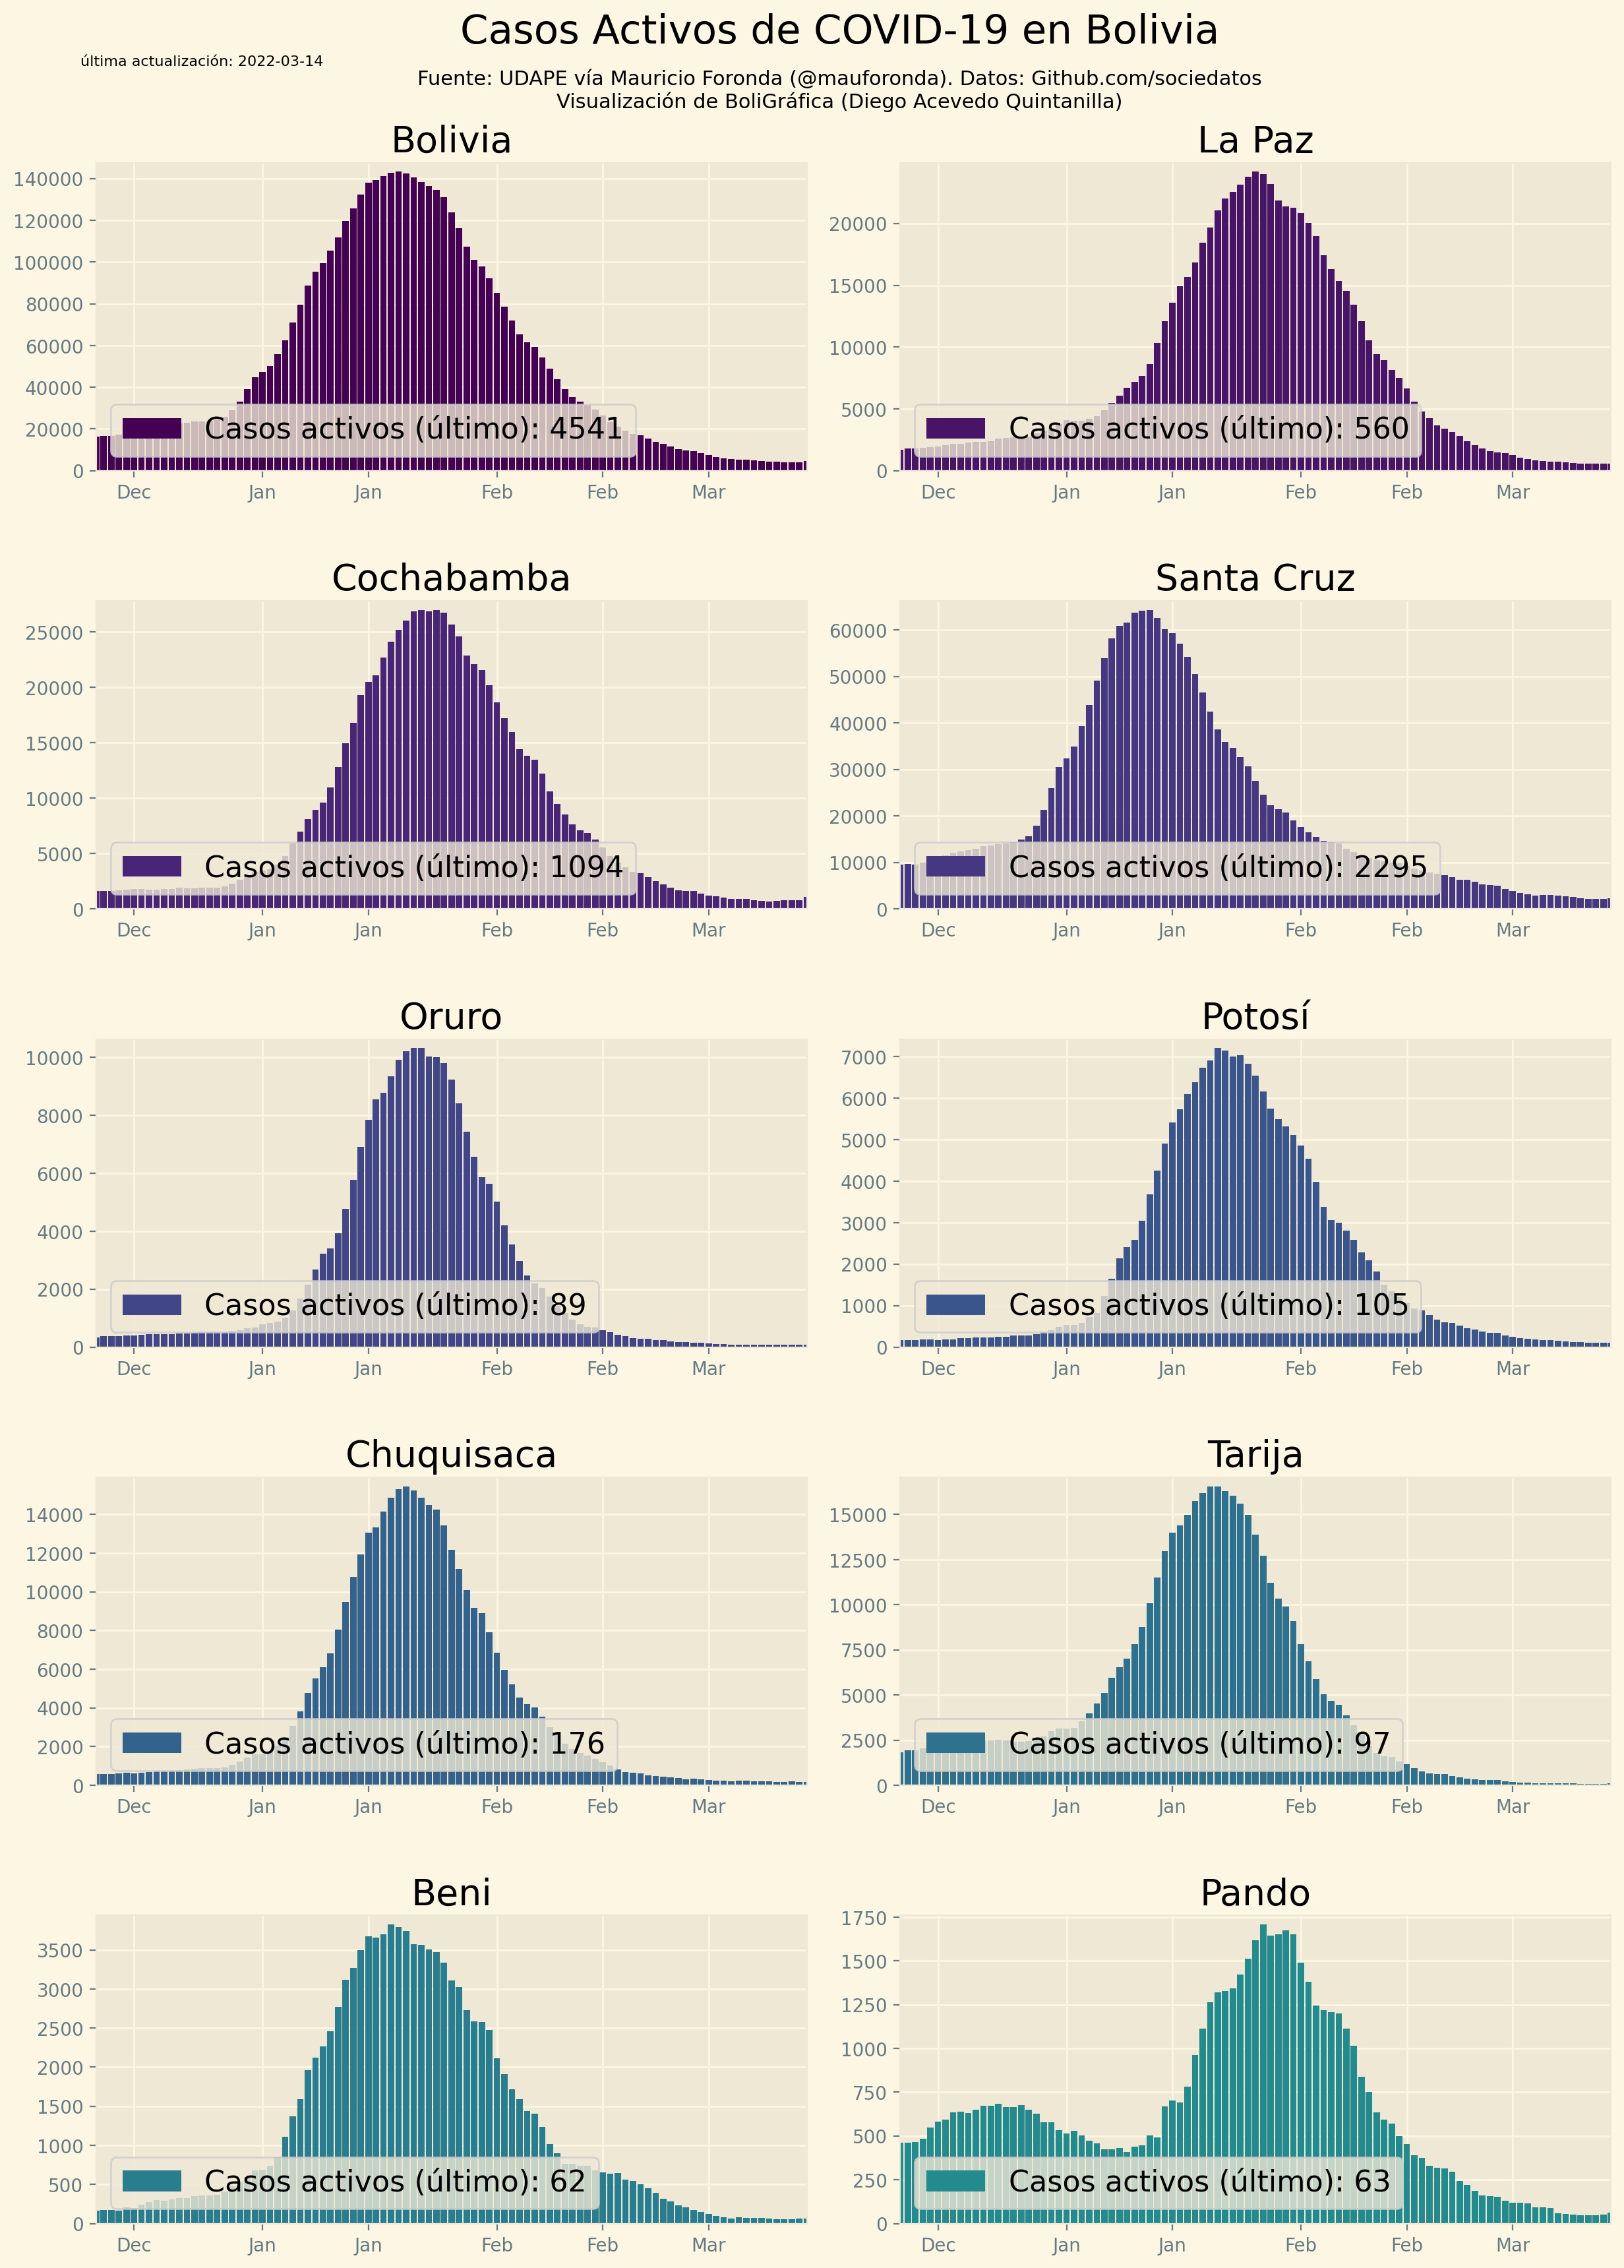 Casos Activos de COVID-19 en Bolivia
última actualización: 2022-03-14
Fuente: UDAPE vía Mauricio Foronda (@mauforonda). Datos: Github.com/sociedatos
Visualización de BoliGráfica (Diego Acevedo Quintanilla)
Bolivia
140000
120000
100000
80000
60000
40000
20000
0
Casos activos (último): 4541
Dec Jan Jan Feb Feb Mar
La Paz
20000
15000
10000
5000
0
Casos activos (último): 560
Dec Jan Jan Feb Feb Mar
Cochabamba
25000
20000
15000
10000
5000
0
Casos activos (último): 1094
Dec Jan Jan Feb Feb Mar
Santa Cruz
60000
50000
40000
30000
20000
10000
0
Casos activos (último): 2295
Dec Jan Jan Feb Feb Mar
Oruro
10000
8000
6000
4000
2000
0
Casos activos (último): 89
Dec Jan Jan Feb Feb Mar
Potosí
7000
6000
5000
4000
3000
2000
1000
0
Casos activos (último): 105
Dec Jan Jan Feb Feb Mar
Chuquisaca
14000
12000
10000
8000
6000
4000
2000
0
Casos activos (último): 176
Dec Jan Jan Feb Feb Mar
Tarija
15000
12500
10000
7500
5000
2500
0
Casos activos (último): 97
Dec Jan Jan Feb Feb Mar
Beni
3500
3000
2500
2000
1500
1000
500
0
Casos activos (último): 62
Dec Jan Jan Feb Feb Mar
Pando
1750
1500
1250
1000
750
500
250
0
Casos activos (último): 63
Dec Jan Jan Feb Feb Mar